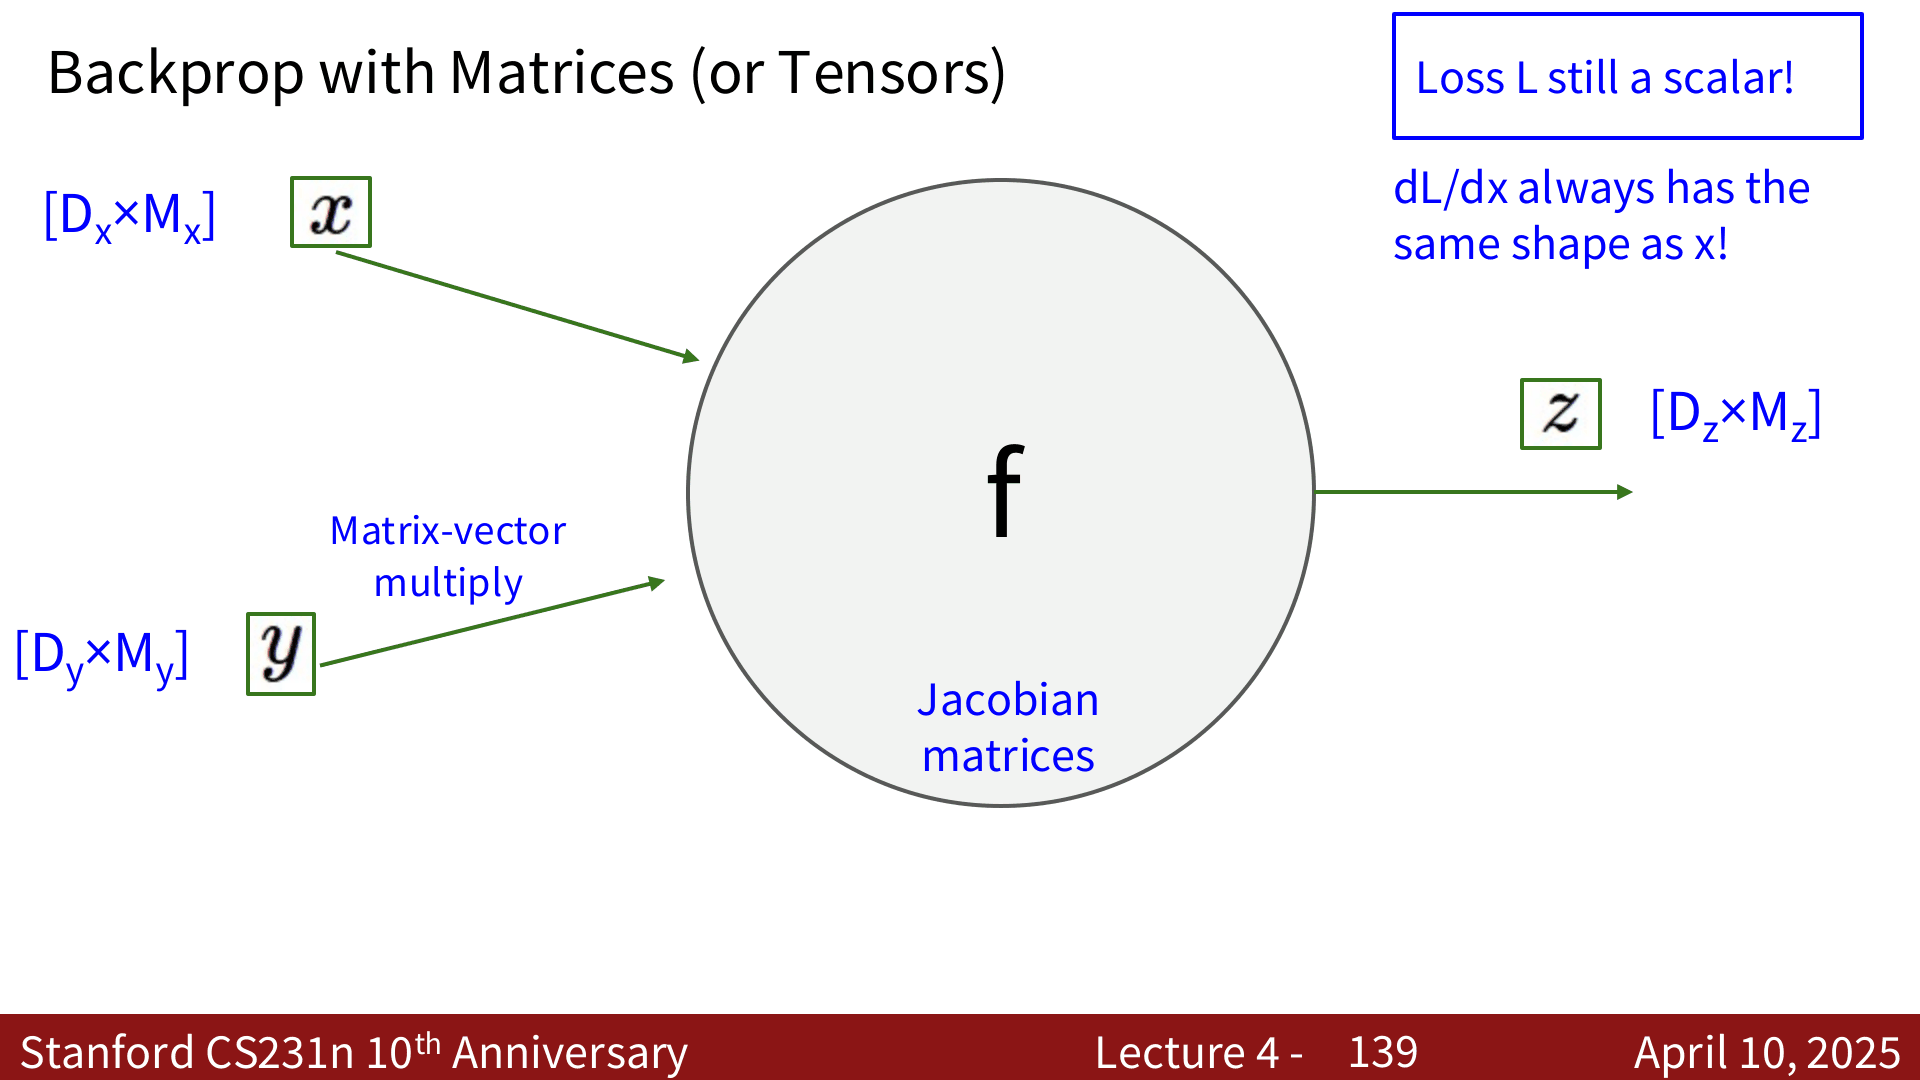 Backprop with Matrices (or Tensors)
Loss L still a scalar!
dL/dx always has the
same shape as x!
[Dx×Mx]
x
[Dz×Mz]
z
f
Matrix-vector
multiply
[Dy×My]
y
Jacobian
matrices
Stanford CS231n 10th Anniversary
Lecture 4 - 139
April 10, 2025